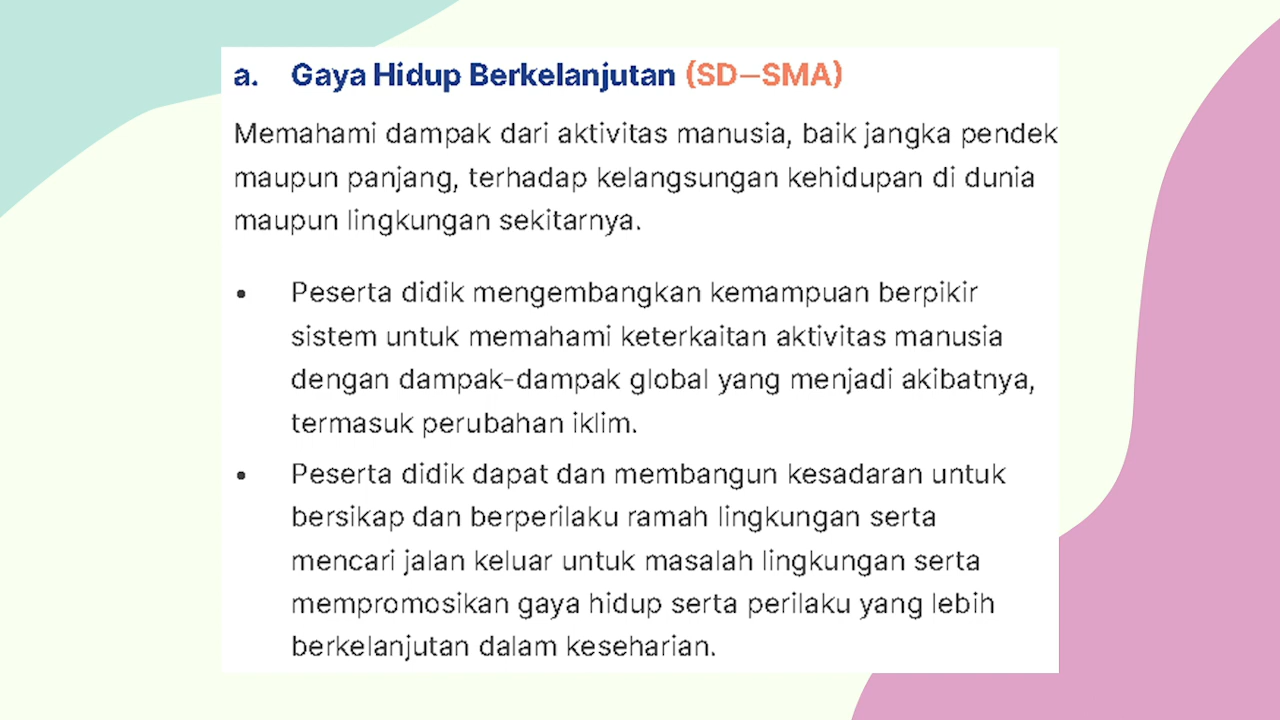 a. Gaya Hidup Berkelanjutan (SD–SMA)
Memahami dampak dari aktivitas manusia, baik jangka pendek
maupun panjang, terhadap kelangsungan kehidupan di dunia
maupun lingkungan sekitarnya.
• Peserta didik mengembangkan kemampuan berpikir
sistem untuk memahami keterkaitan aktivitas manusia
dengan dampak-dampak global yang menjadi akibatnya,
termasuk perubahan iklim.
• Peserta didik dapat dan membangun kesadaran untuk
bersikap dan berperilaku ramah lingkungan serta
mencari jalan keluar untuk masalah lingkungan serta
mempromosikan gaya hidup serta perilaku yang lebih
berkelanjutan dalam keseharian.